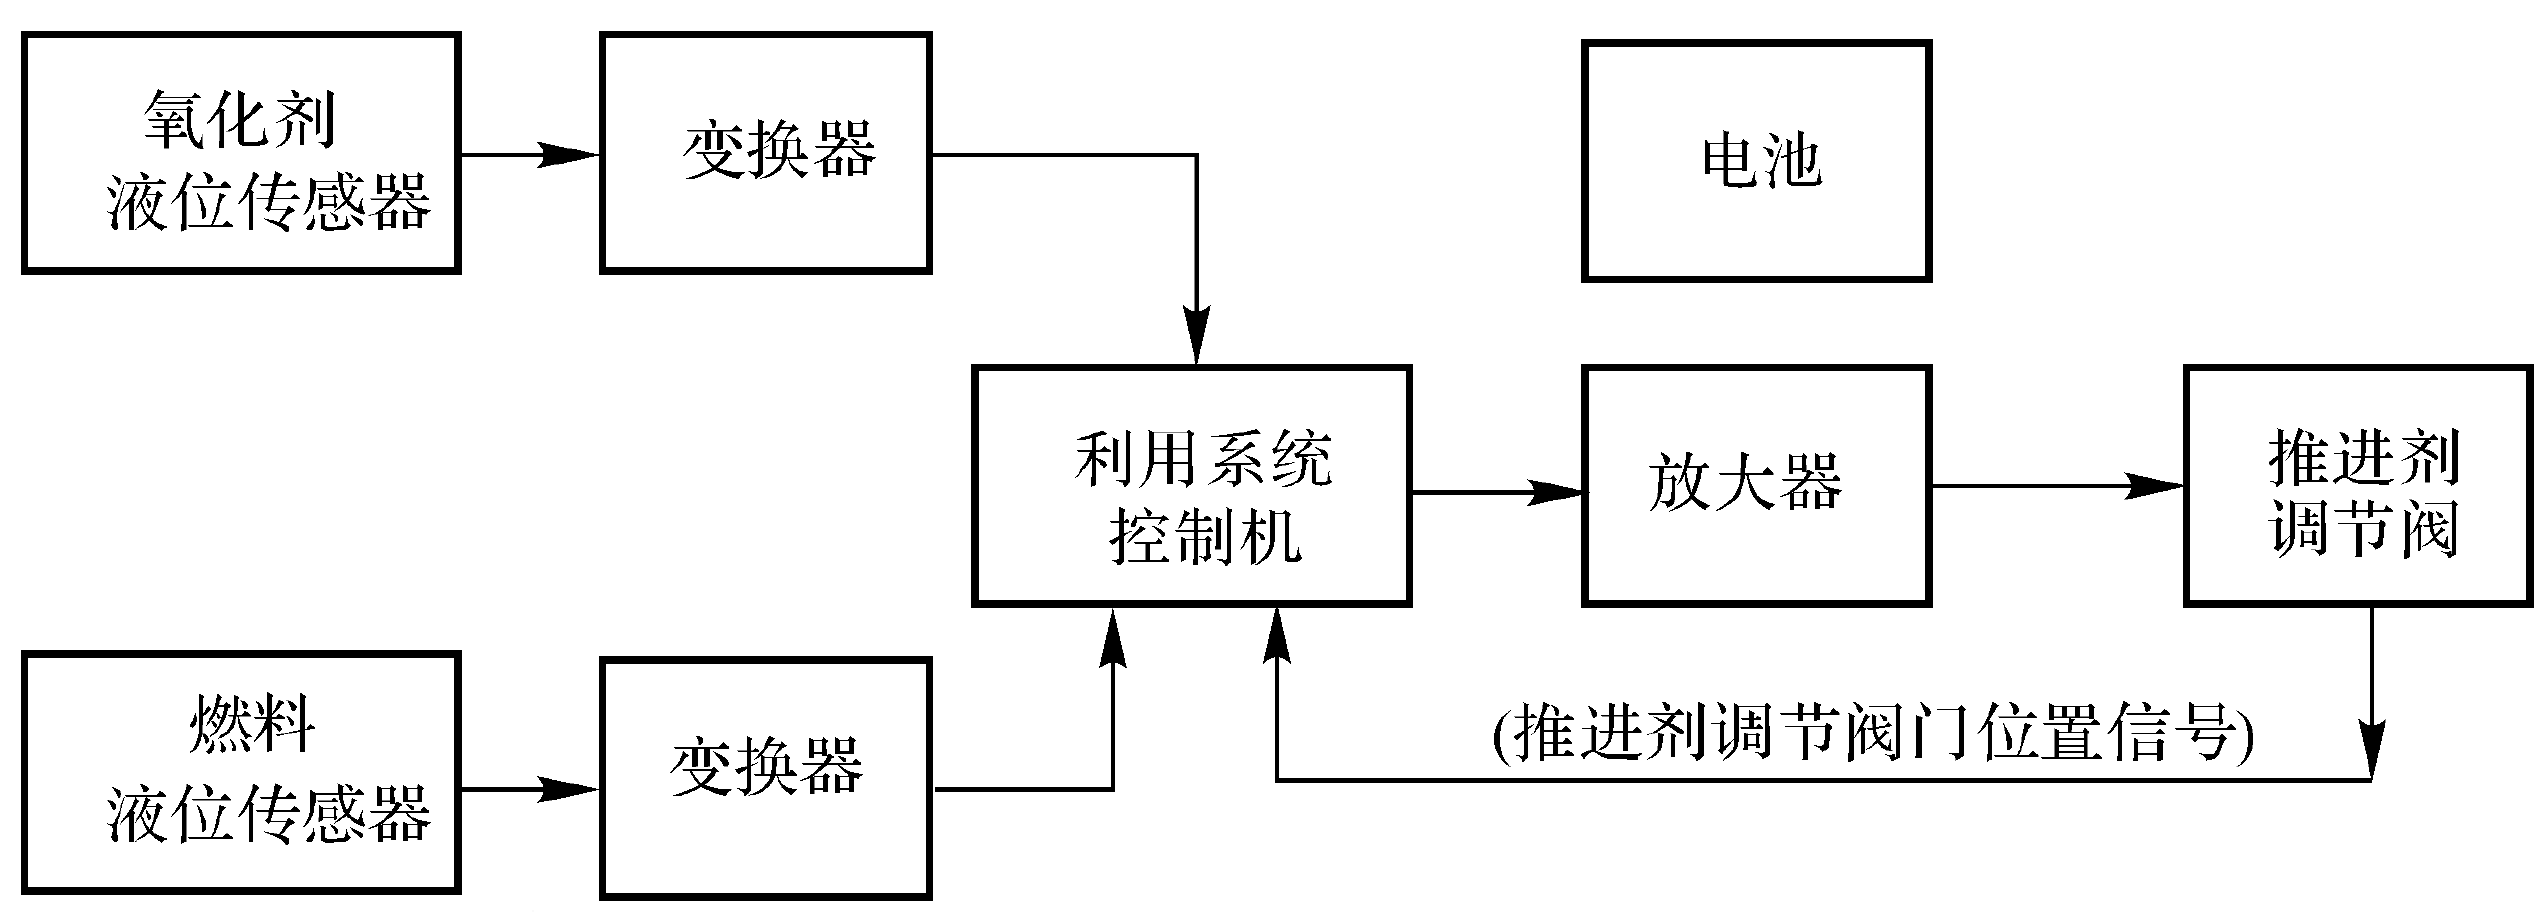 氧化剂
液位传感器
变换器
电池
利用系统
控制机
放大器
推进剂
调节阀
燃料
液位传感器
变换器
(推进剂调节阀门位置信号)